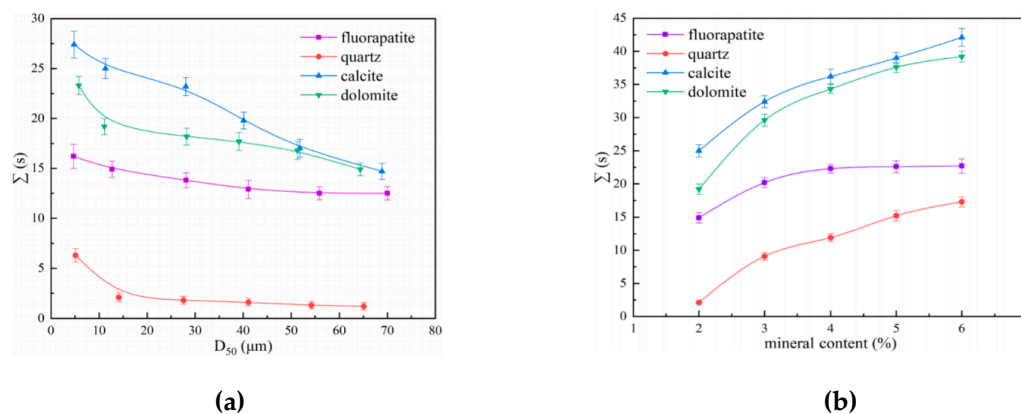 30
25
20
15
10
5
0
Σ (s)
fluorapatite
quartz
calcite
dolomite
0 10 20 30 40 50 60 70 80
D50 (μm)
(a)
45
40
35
30
25
20
15
10
5
0
Σ (s)
fluorapatite
quartz
calcite
dolomite
1 2 3 4 5 6
mineral content (%)
(b)